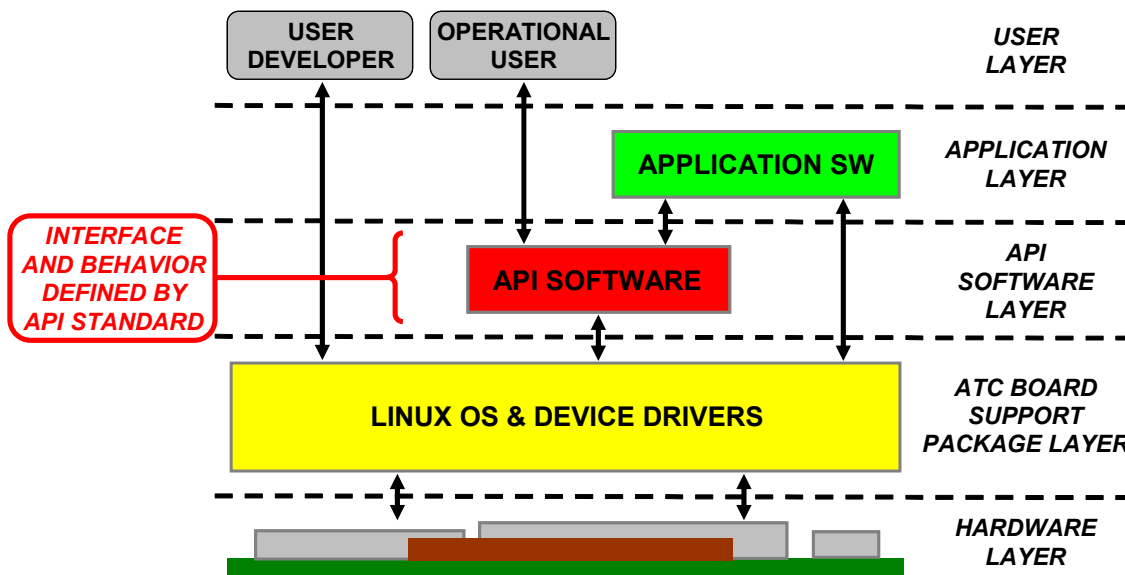 USER
DEVELOPER
OPERATIONAL
USER
USER
LAYER
APPLICATION SW
APPLICATION
LAYER
INTERFACE
AND BEHAVIOR
DEFINED BY
API STANDARD
API SOFTWARE
API
SOFTWARE
LAYER
LINUX OS & DEVICE DRIVERS
ATC BOARD
SUPPORT
PACKAGE LAYER
HARDWARE
LAYER